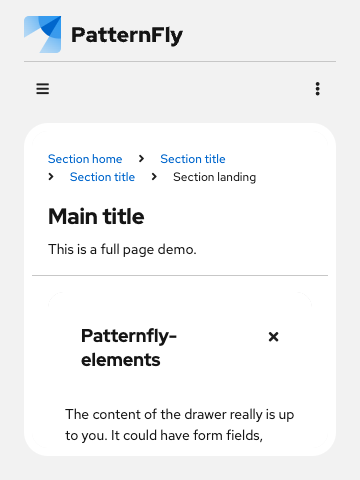 PatternFly
Section home > Section title
> Section title > Section landing
Main title
This is a full page demo.
Patternfly-
elements
The content of the drawer really is up
to you. It could have form fields,